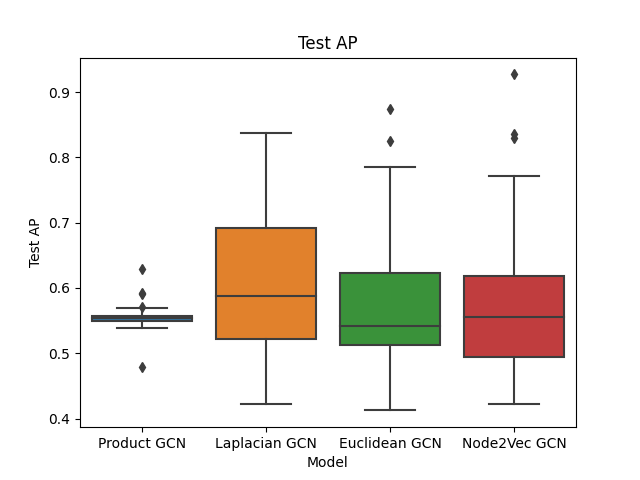 Test AP
0.9
0.8
0.7
0.6
0.5
0.4
Test AP
Product GCN
Laplacian GCN
Euclidean GCN
Node2Vec GCN
Model